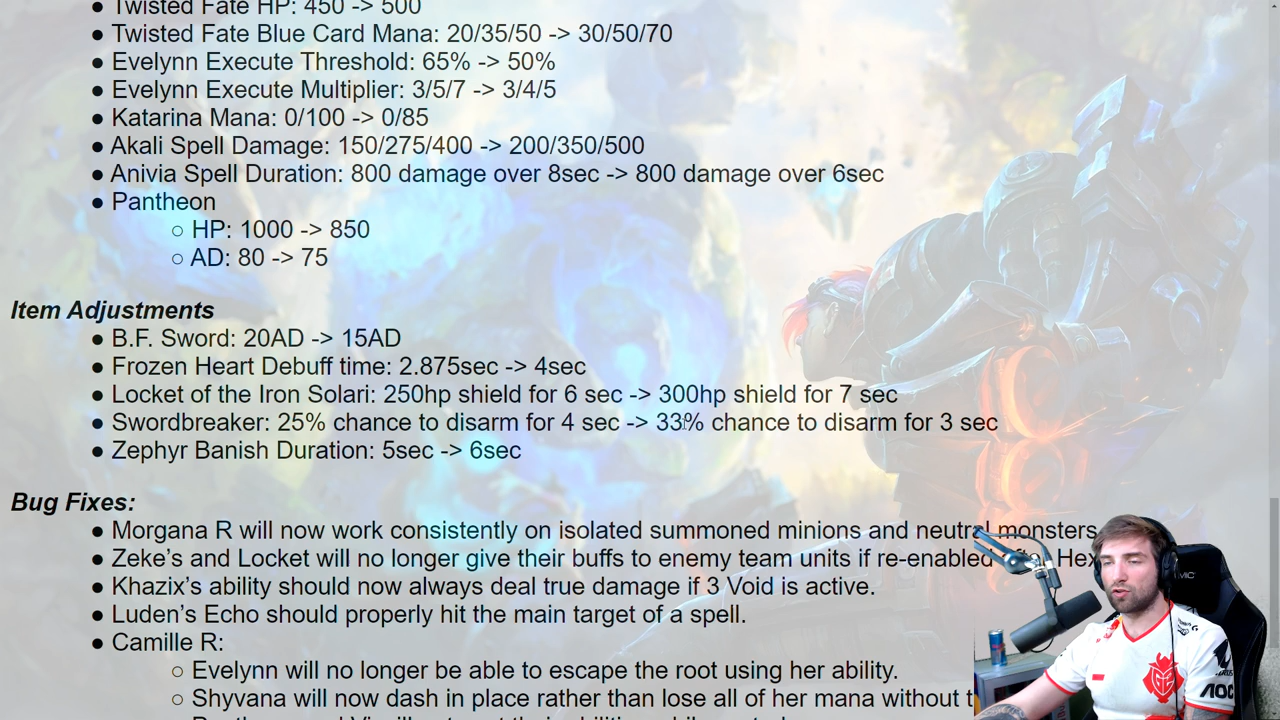 ● Twisted Fate HP: 450 -> 500
● Twisted Fate Blue Card Mana: 20/35/50 -> 30/50/70
● Evelynn Execute Threshold: 65% -> 50%
● Evelynn Execute Multiplier: 3/5/7 -> 3/4/5
● Katarina Mana: 0/100 -> 0/85
● Akali Spell Damage: 150/275/400 -> 200/350/500
● Anivia Spell Duration: 800 damage over 8sec -> 800 damage over 6sec
● Pantheon
○ HP: 1000 -> 850
○ AD: 80 -> 75
Item Adjustments
● B.F. Sword: 20AD -> 15AD
● Frozen Heart Debuff time: 2.875sec -> 4sec
● Locket of the Iron Solari: 250hp shield for 6 sec -> 300hp shield for 7 sec
● Swordbreaker: 25% chance to disarm for 4 sec -> 33% chance to disarm for 3 sec
● Zephyr Banish Duration: 5sec -> 6sec
Bug Fixes:
● Morgana R will now work consistently on isolated summoned minions and neutral monsters
● Zeke’s and Locket will no longer give their buffs to enemy team units if re-enabled Hex
● Khazix’s ability should now always deal true damage if 3 Void is active.
● Luden’s Echo should properly hit the main target of a spell.
● Camille R:
○ Evelynn will no longer be able to escape the root using her ability.
○ Shyvana will now dash in place rather than lose all of her mana without
AOC